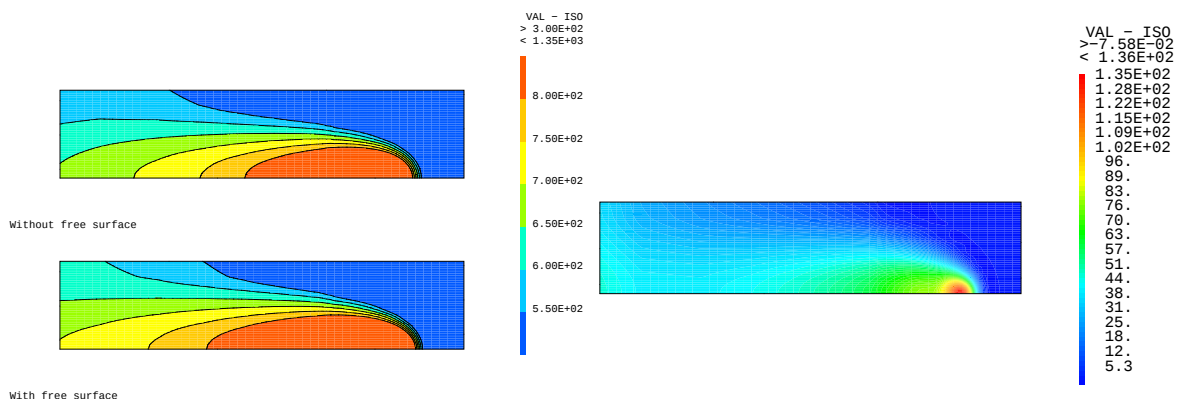 VAL − ISO
> 3.00E+02
< 1.35E+03
8.00E+02
7.50E+02
7.00E+02
6.50E+02
6.00E+02
5.50E+02
Without free surface
With free surface
VAL − ISO
>−7.58E−02
< 1.36E+02
1.35E+02
1.28E+02
1.22E+02
1.15E+02
1.09E+02
1.02E+02
96.
89.
83.
76.
70.
63.
57.
51.
44.
38.
31.
25.
18.
12.
5.3